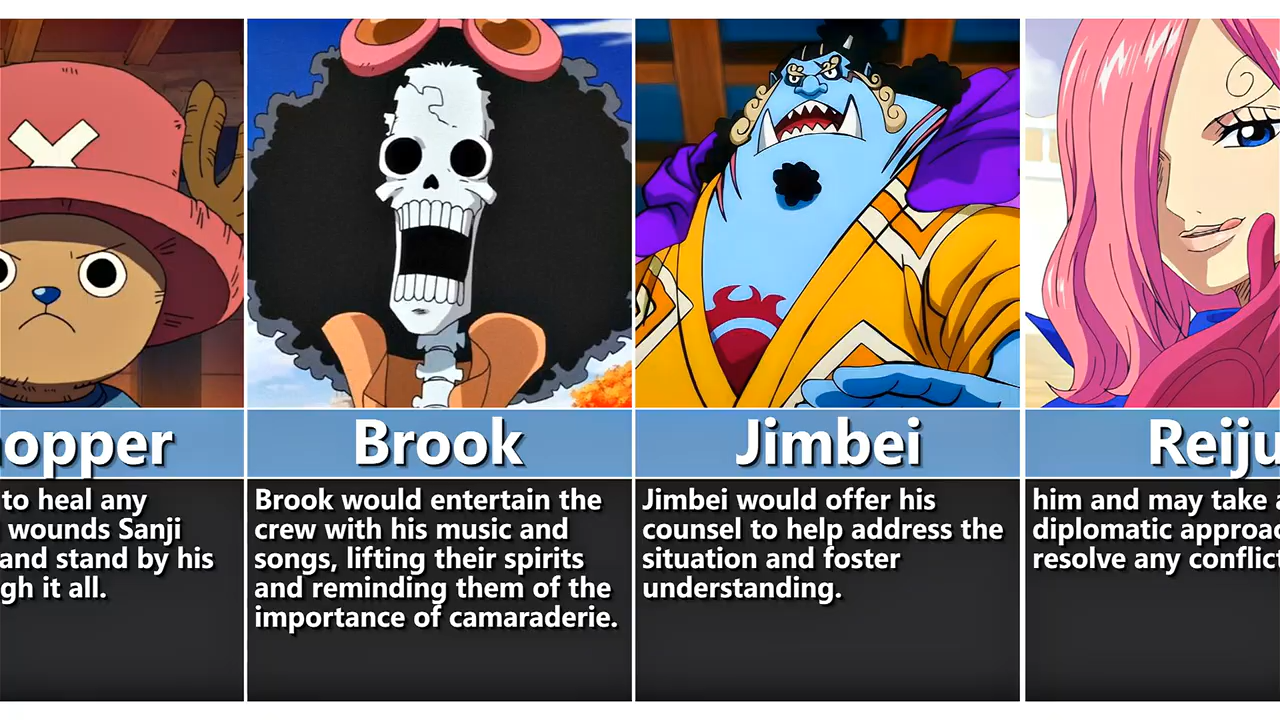 hopper
to heal any
wounds Sanji
and stand by his
gh it all.
Brook
Brook would entertain the
crew with his music and
songs, lifting their spirits
and reminding them of the
importance of camaraderie.
Jimbei
Jimbei would offer his
counsel to help address the
situation and foster
understanding.
Reiju
him and may take a
diplomatic approac
resolve any conflict